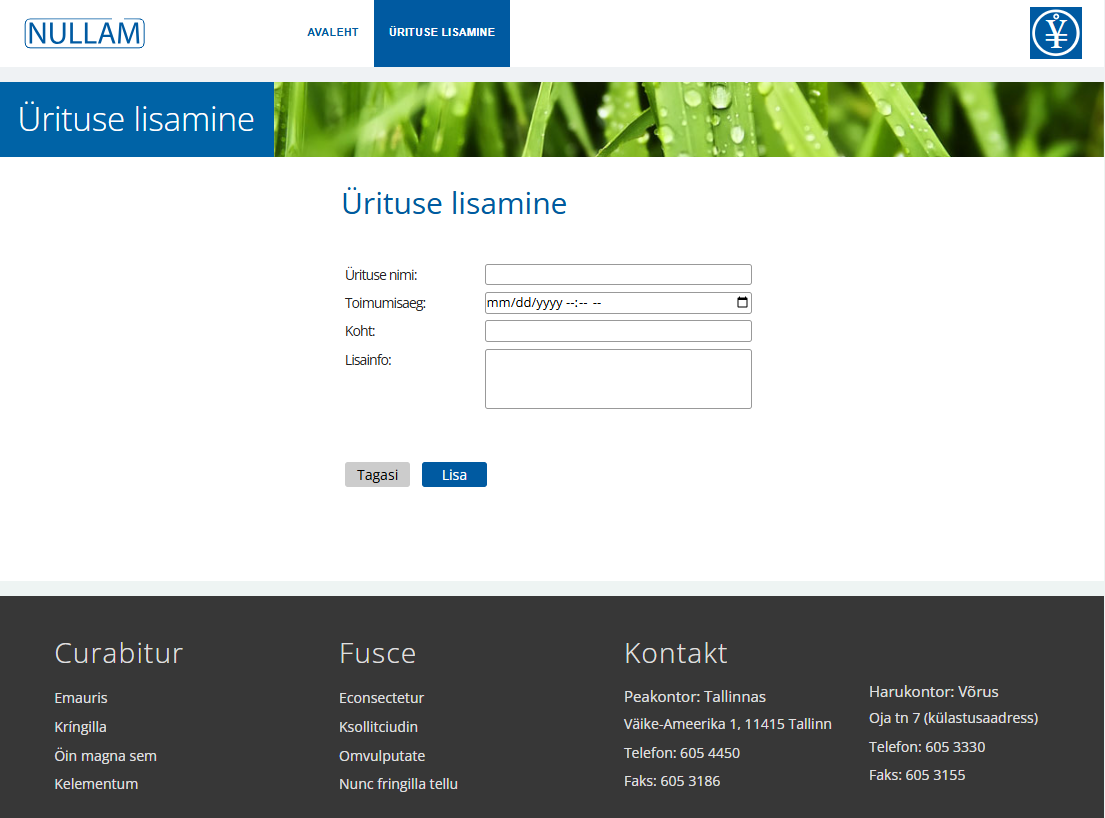 NULLAM
AVALEHT
ÜRITUSE LISAMINE
Ürituse lisamine
Ürituse lisamine
Ürituse nimi:
Toimumisaeg:
mm/dd/yyyy --:-- --
Koht:
Lisainfo:
Tagasi
Lisa
Curabitur
Emauris
Kríngilla
Öin magna sem
Kelementum
Fusce
Econsectetur
Ksollitciudin
Omvulputate
Nunc fringilla tellu
Kontakt
Peakontor: Tallinnas
Väike-Ameerika 1, 11415 Tallinn
Telefon: 605 4450
Faks: 605 3186
Harukontor: Võrus
Oja tn 7 (külastusaadress)
Telefon: 605 3330
Faks: 605 3155